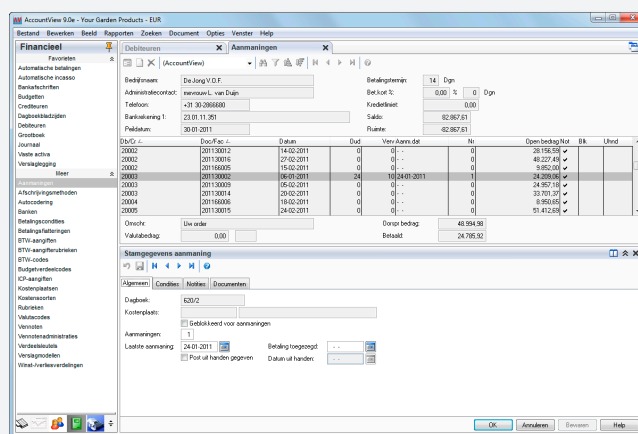 AccountView 9.0e - Your Garden Products - EUR
Bestand Bewerken Beeld Rapporten Zoeken Document Opties Venster Help
Financieel
Favorieten
Automatische betalingen
Automatische incasso
Bankafschriften
Budgetten
Crediteuren
Dagboekbladzijden
Debiteuren
Grootboek
Journaal
Vaste activa
Verslaglegging
Meer
Aanmaningen
Afschrijvingsmethoden
Autocodering
Banken
Betalingscondities
Betalingsflatteringen
BTW-aangiften
BTW-aangifterubrieken
BTW-codes
Budgetverdeelcodes
ICP-aangiften
Kostenplaatsen
Kostensoorten
Rubrieken
Valutacodes
Vennoten
Vennotenadministraties
Verdeelsleutels
Verslagmodellen
Winst-/verliesverdelingen
Debiteuren X Aanmaningen X
(AccountView)
Bedrijfsnaam: De Jong V.O.F. Betalingstermijn: 14 Dgn
Administratiecontact: mevrouw L. van Duijn Bet.kort %: 0,00 % 0 Dgn
Telefoon: +31 30-2866680 Kredietlimiet: 0,00
Bankrekening 1: 23.01.11.351 Saldo: 82.867,61
Peildatum: 30-01-2011 Ruimte: -82.867,61
Db/Cr Doc/Fac Datum Oud Verv Aanm.dat Nr Open bedrag Not Blk Uhnd
20002 201130012 14-02-2011 0 0 - - 0 28.156,59
20002 201130016 27-02-2011 0 0 - - 0 48.227,49
20002 201166005 15-02-2011 0 0 - - 0 9.852,00
20003 201130002 06-01-2011 24 10 24-01-2011 1 24.209,06
20003 201130009 05-02-2011 0 0 - - 0 24.957,18
20003 201130014 20-02-2011 0 0 - - 0 33.701,37
20004 201166006 18-02-2011 0 0 - - 0 8.950,65
20005 201130015 24-02-2011 0 0 - - 0 51.412,69
Omschr: Uw order Oorspr bedrag: 48.994,98
Valutabedrag: 0,00 Betaald: 24.785,92
Stamgegevens aanmaning
Algemeen Condities Notities Documenten
Dagboek: 620/2
Kostenplaats:
Geblokkeerd voor aanmaningen
Aanmaningen: 1
Laatste aanmaning: 24-01-2011 Betaling toegezegd: - -
Post uit handen gegeven Datum uit handen: - -
OK Annuleren Bewaren Help